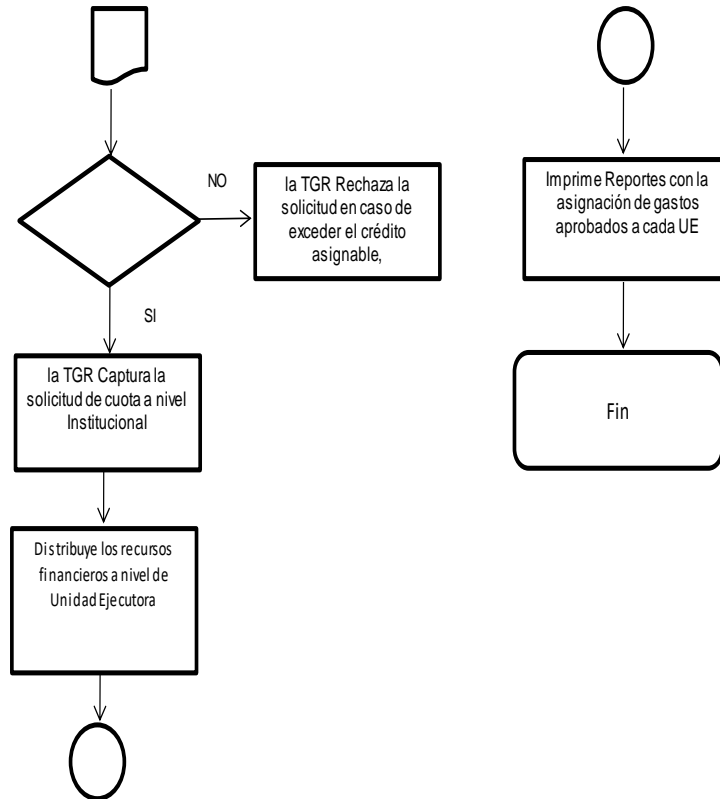 NO
la TGR Rechaza la
solicitud en caso de
exceder el crédito
asignable,
SI
la TGR Captura la
solicitud de cuota a nivel
Institucional
Distribuye los recursos
financieros a nivel de
Unidad Ejecutora
Imprime Reportes con la
asignación de gastos
aprobados a cada UE
Fin